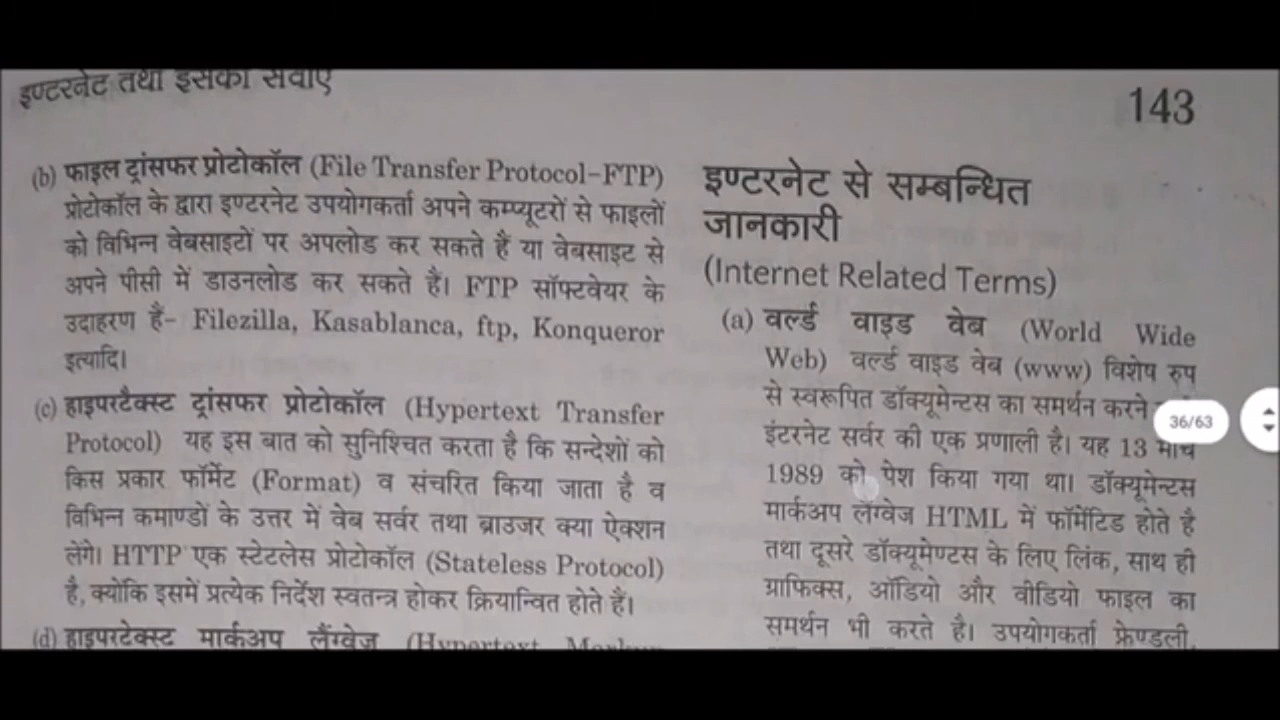 इण्टरनेट तथा इसकी सेवाएँ
143
(b) फाइल ट्रांसफर प्रोटोकॉल (File Transfer Protocol-FTP)
प्रोटोकॉल के द्वारा इण्टरनेट उपयोगकर्ता अपने कम्प्यूटरों से फाइलों
को विभिन्न वेबसाइटों पर अपलोड कर सकते हैं या वेबसाइट से
अपने पीसी में डाउनलोड कर सकते हैं। FTP सॉफ्टवेयर के
उदाहरण हैं- Filezilla, Kasablanca, ftp, Konqueror
इत्यादि।
(c) हाइपरटैक्स्ट ट्रांसफर प्रोटोकॉल (Hypertext Transfer
Protocol) यह इस बात को सुनिश्चित करता है कि सन्देशों को
किस प्रकार फॉर्मेट (Format) व संचरित किया जाता है व
विभिन्न कमाण्डों के उत्तर में वेब सर्वर तथा ब्राउजर क्या ऐक्शन
लेंगे। HTTP एक स्टेटलेस प्रोटोकॉल (Stateless Protocol)
है, क्योंकि इसमें प्रत्येक निर्देश स्वतन्त्र होकर क्रियान्वित होते हैं।
(d) हाइपरटेक्स्ट मार्कअप लैंग्वेज (Hypertext Markup
इण्टरनेट से सम्बन्धित
जानकारी
(Internet Related Terms)
(a) वर्ल्ड वाइड वेब (World Wide
Web) वर्ल्ड वाइड वेब (www) विशेष रुप
से स्वरूपित डॉक्यूमेन्टस का समर्थन करने
इंटरनेट सर्वर की एक प्रणाली है। यह 13 मार्च
1989 को पेश किया गया था। डॉक्यूमेन्टस
मार्कअप लैंग्वेज HTML में फॉर्मेटिड होते है
तथा दूसरे डॉक्यूमेण्टस के लिए लिंक, साथ ही
ग्राफिक्स, ऑडियो और वीडियो फाइल का
समर्थन भी करते है। उपयोगकर्ता फ्रेण्डली,
36/63